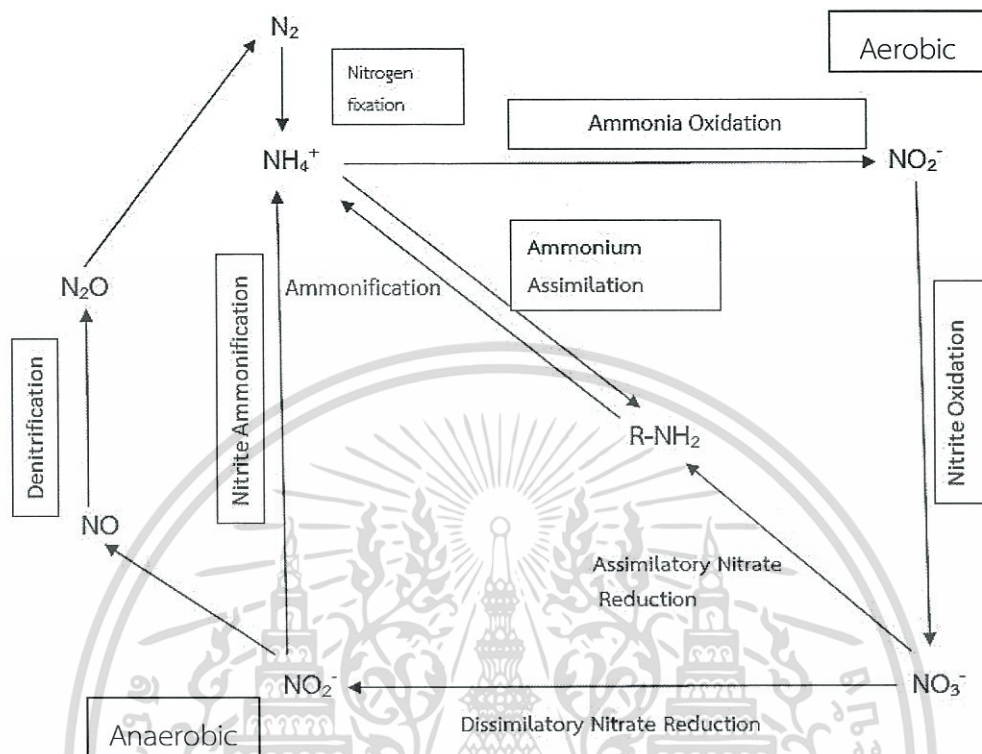 N₂
Aerobic
Nitrogen
fixation
Ammonia Oxidation
NH₄⁺
NO₂⁻
Ammonium
Assimilation
Ammonification
N₂O
Nitrite Ammonification
Denitrification
Nitrite Oxidation
R-NH₂
NO
Assimilatory Nitrate
Reduction
NO₂⁻
NO₃⁻
Dissimilatory Nitrate Reduction
Anaerobic